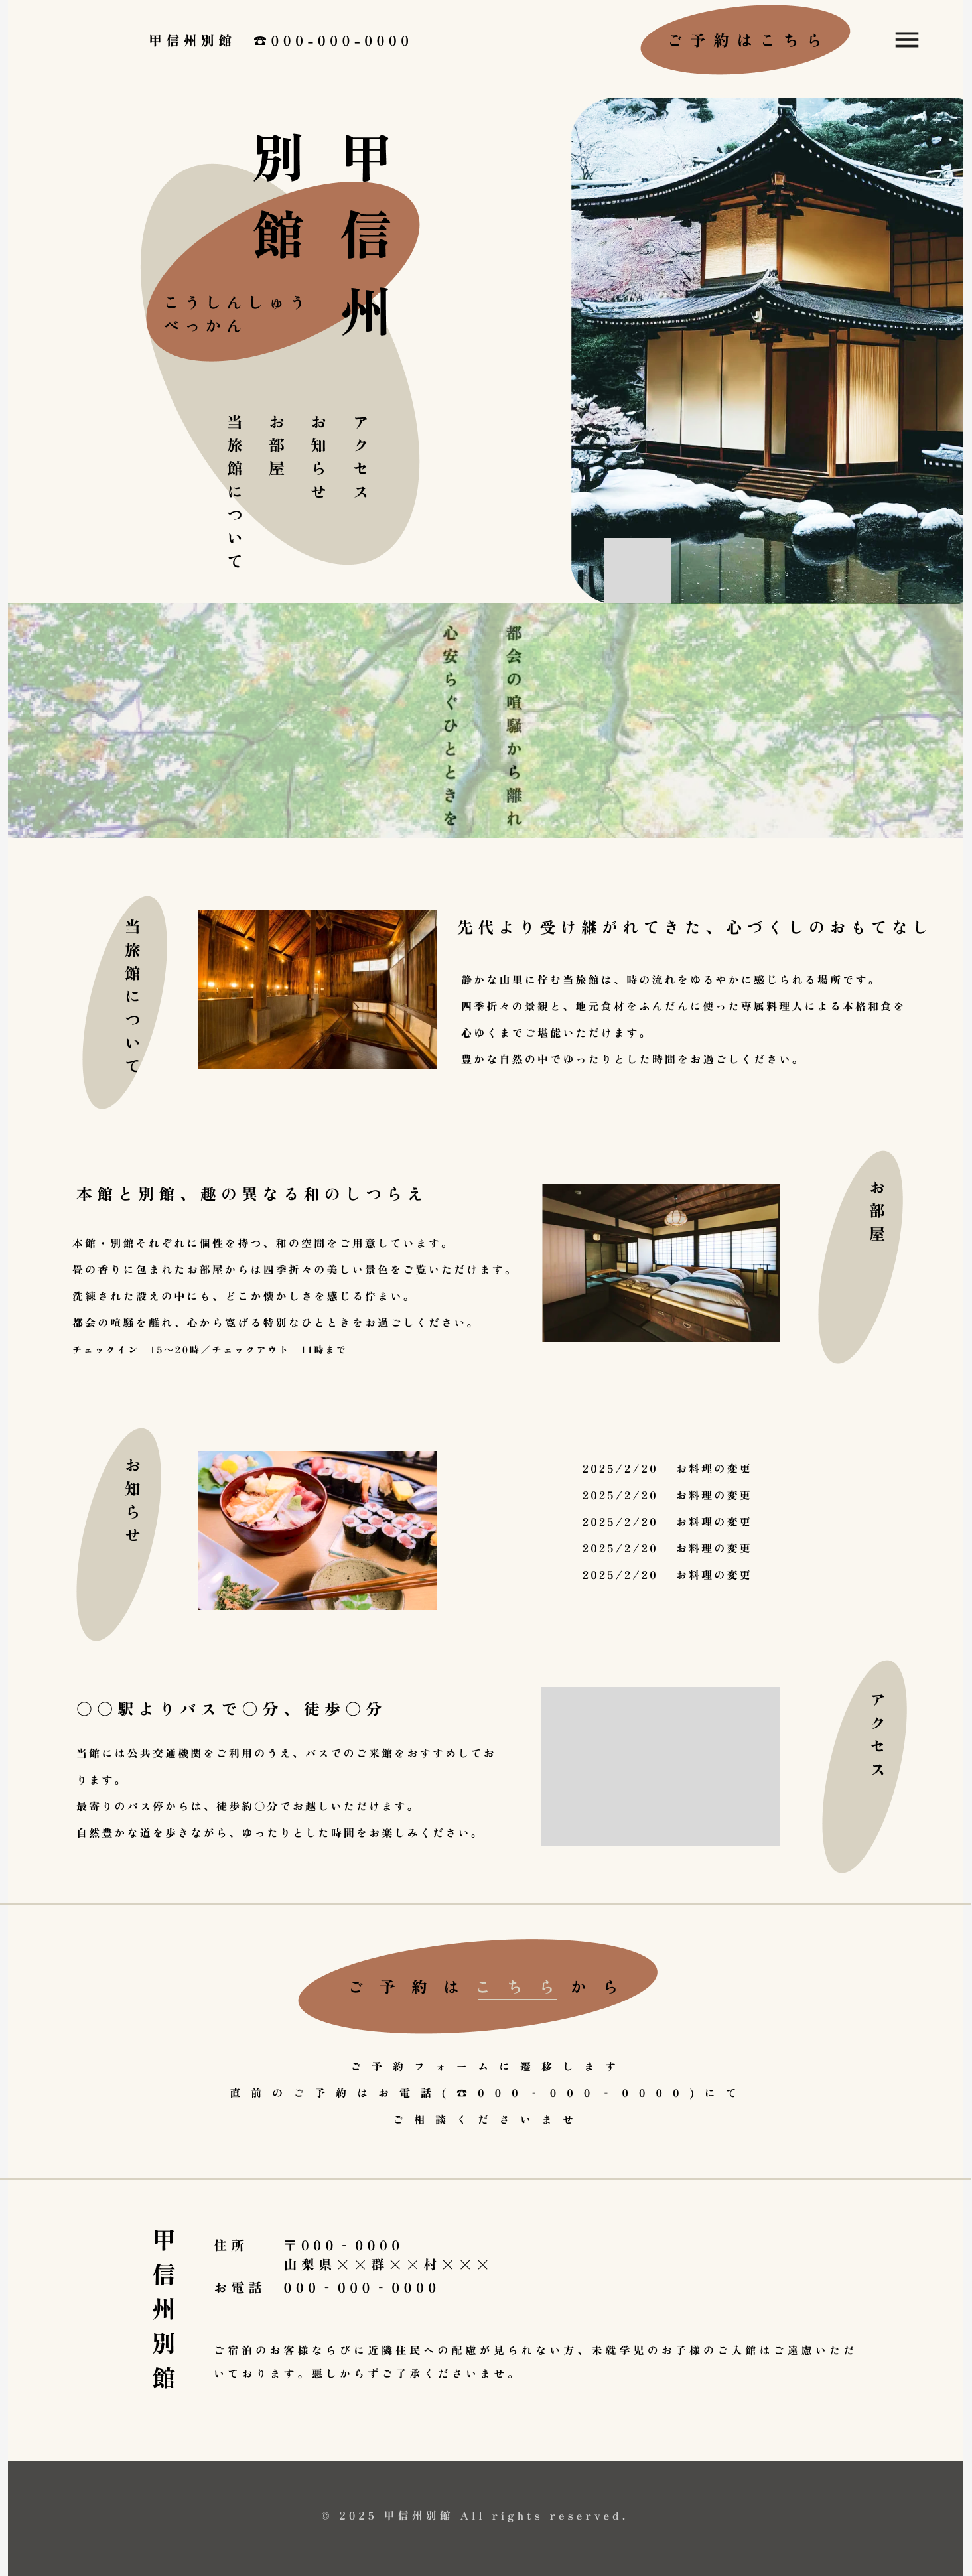 甲信州別館 ☎000-000-0000
ご予約はこちら
甲信州
別館
こうしんしゅう
べっかん
アクセス
お知らせ
お部屋
当旅館について
都会の喧騒から離れ
心安らぐひとときを
当旅館について
先代より受け継がれてきた、心づくしのおもてなし
静かな山里に佇む当旅館は、時の流れをゆるやかに感じられる場所です。
四季折々の景観と、地元食材をふんだんに使った専属料理人による本格和食を
心ゆくまでご堪能いただけます。
豊かな自然の中でゆったりとした時間をお過ごしください。
お部屋
本館と別館、趣の異なる和のしつらえ
本館・別館それぞれに個性を持つ、和の空間をご用意しています。
畳の香りに包まれたお部屋からは四季折々の美しい景色をご覧いただけます。
洗練された設えの中にも、どこか懐かしさを感じる佇まい。
都会の喧騒を離れ、心から寛げる特別なひとときをお過ごしください。
チェックイン 15〜20時／チェックアウト 11時まで
お知らせ
2025/2/20 お料理の変更
2025/2/20 お料理の変更
2025/2/20 お料理の変更
2025/2/20 お料理の変更
2025/2/20 お料理の変更
アクセス
〇〇駅よりバスで〇分、徒歩〇分
当館には公共交通機関をご利用のうえ、バスでのご来館をおすすめしてお
ります。
最寄りのバス停からは、徒歩約〇分でお越しいただけます。
自然豊かな道を歩きながら、ゆったりとした時間をお楽しみください。
ご予約はこちらから
ご予約フォームに遷移します
直前のご予約はお電話(☎000‐000‐0000)にて
ご相談くださいませ
甲信州別館
住所 〒000‐0000
山梨県××群××村×××
お電話 000‐000‐0000
ご宿泊のお客様ならびに近隣住民への配慮が見られない方、未就学児のお子様のご入館はご遠慮いただ
いております。悪しからずご了承くださいませ。
© 2025 甲信州別館 All rights reserved.